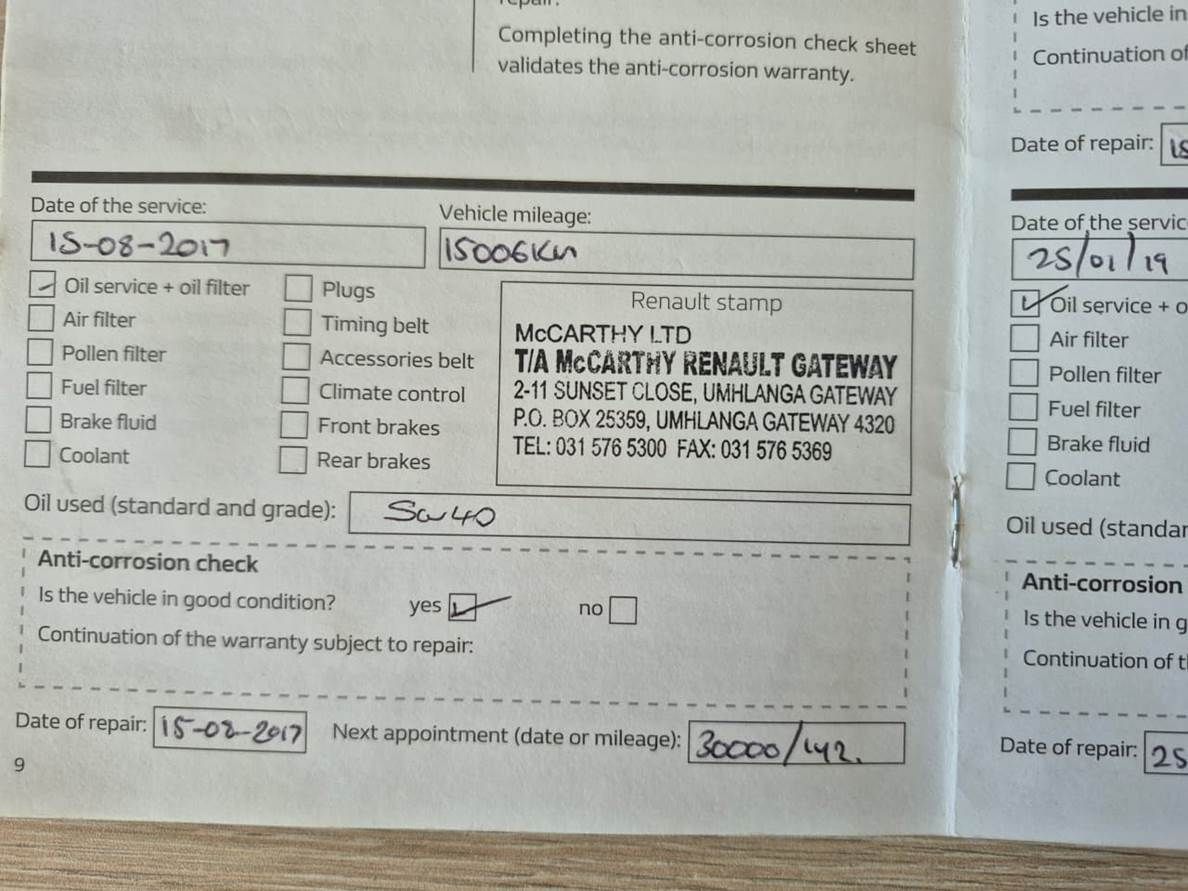 Completing the anti-corrosion check sheet
validates the anti-corrosion warranty.
Date of the service:
Vehicle mileage:
15-08-2017
15006Km
Oil service + oil filter
Plugs
Air filter
Timing belt
Pollen filter
Accessories belt
Fuel filter
Climate control
Brake fluid
Front brakes
Coolant
Rear brakes
Renault stamp
McCARTHY LTD
T/A McCARTHY RENAULT GATEWAY
2-11 SUNSET CLOSE, UMHLANGA GATEWAY
P.O. BOX 25359, UMHLANGA GATEWAY 4320
TEL: 031 576 5300 FAX: 031 576 5369
Oil used (standard and grade): 5w40
Anti-corrosion check
Is the vehicle in good condition? yes no
Continuation of the warranty subject to repair:
Date of repair: 15-08-2017 Next appointment (date or mileage): 30000/
9
Is the vehicle in
Continuation of
Date of repair:
Date of the servic
25/01/19
Oil service + o
Air filter
Pollen filter
Fuel filter
Brake fluid
Coolant
Oil used (standar
Anti-corrosion
Is the vehicle in g
Continuation of t
Date of repair: 25